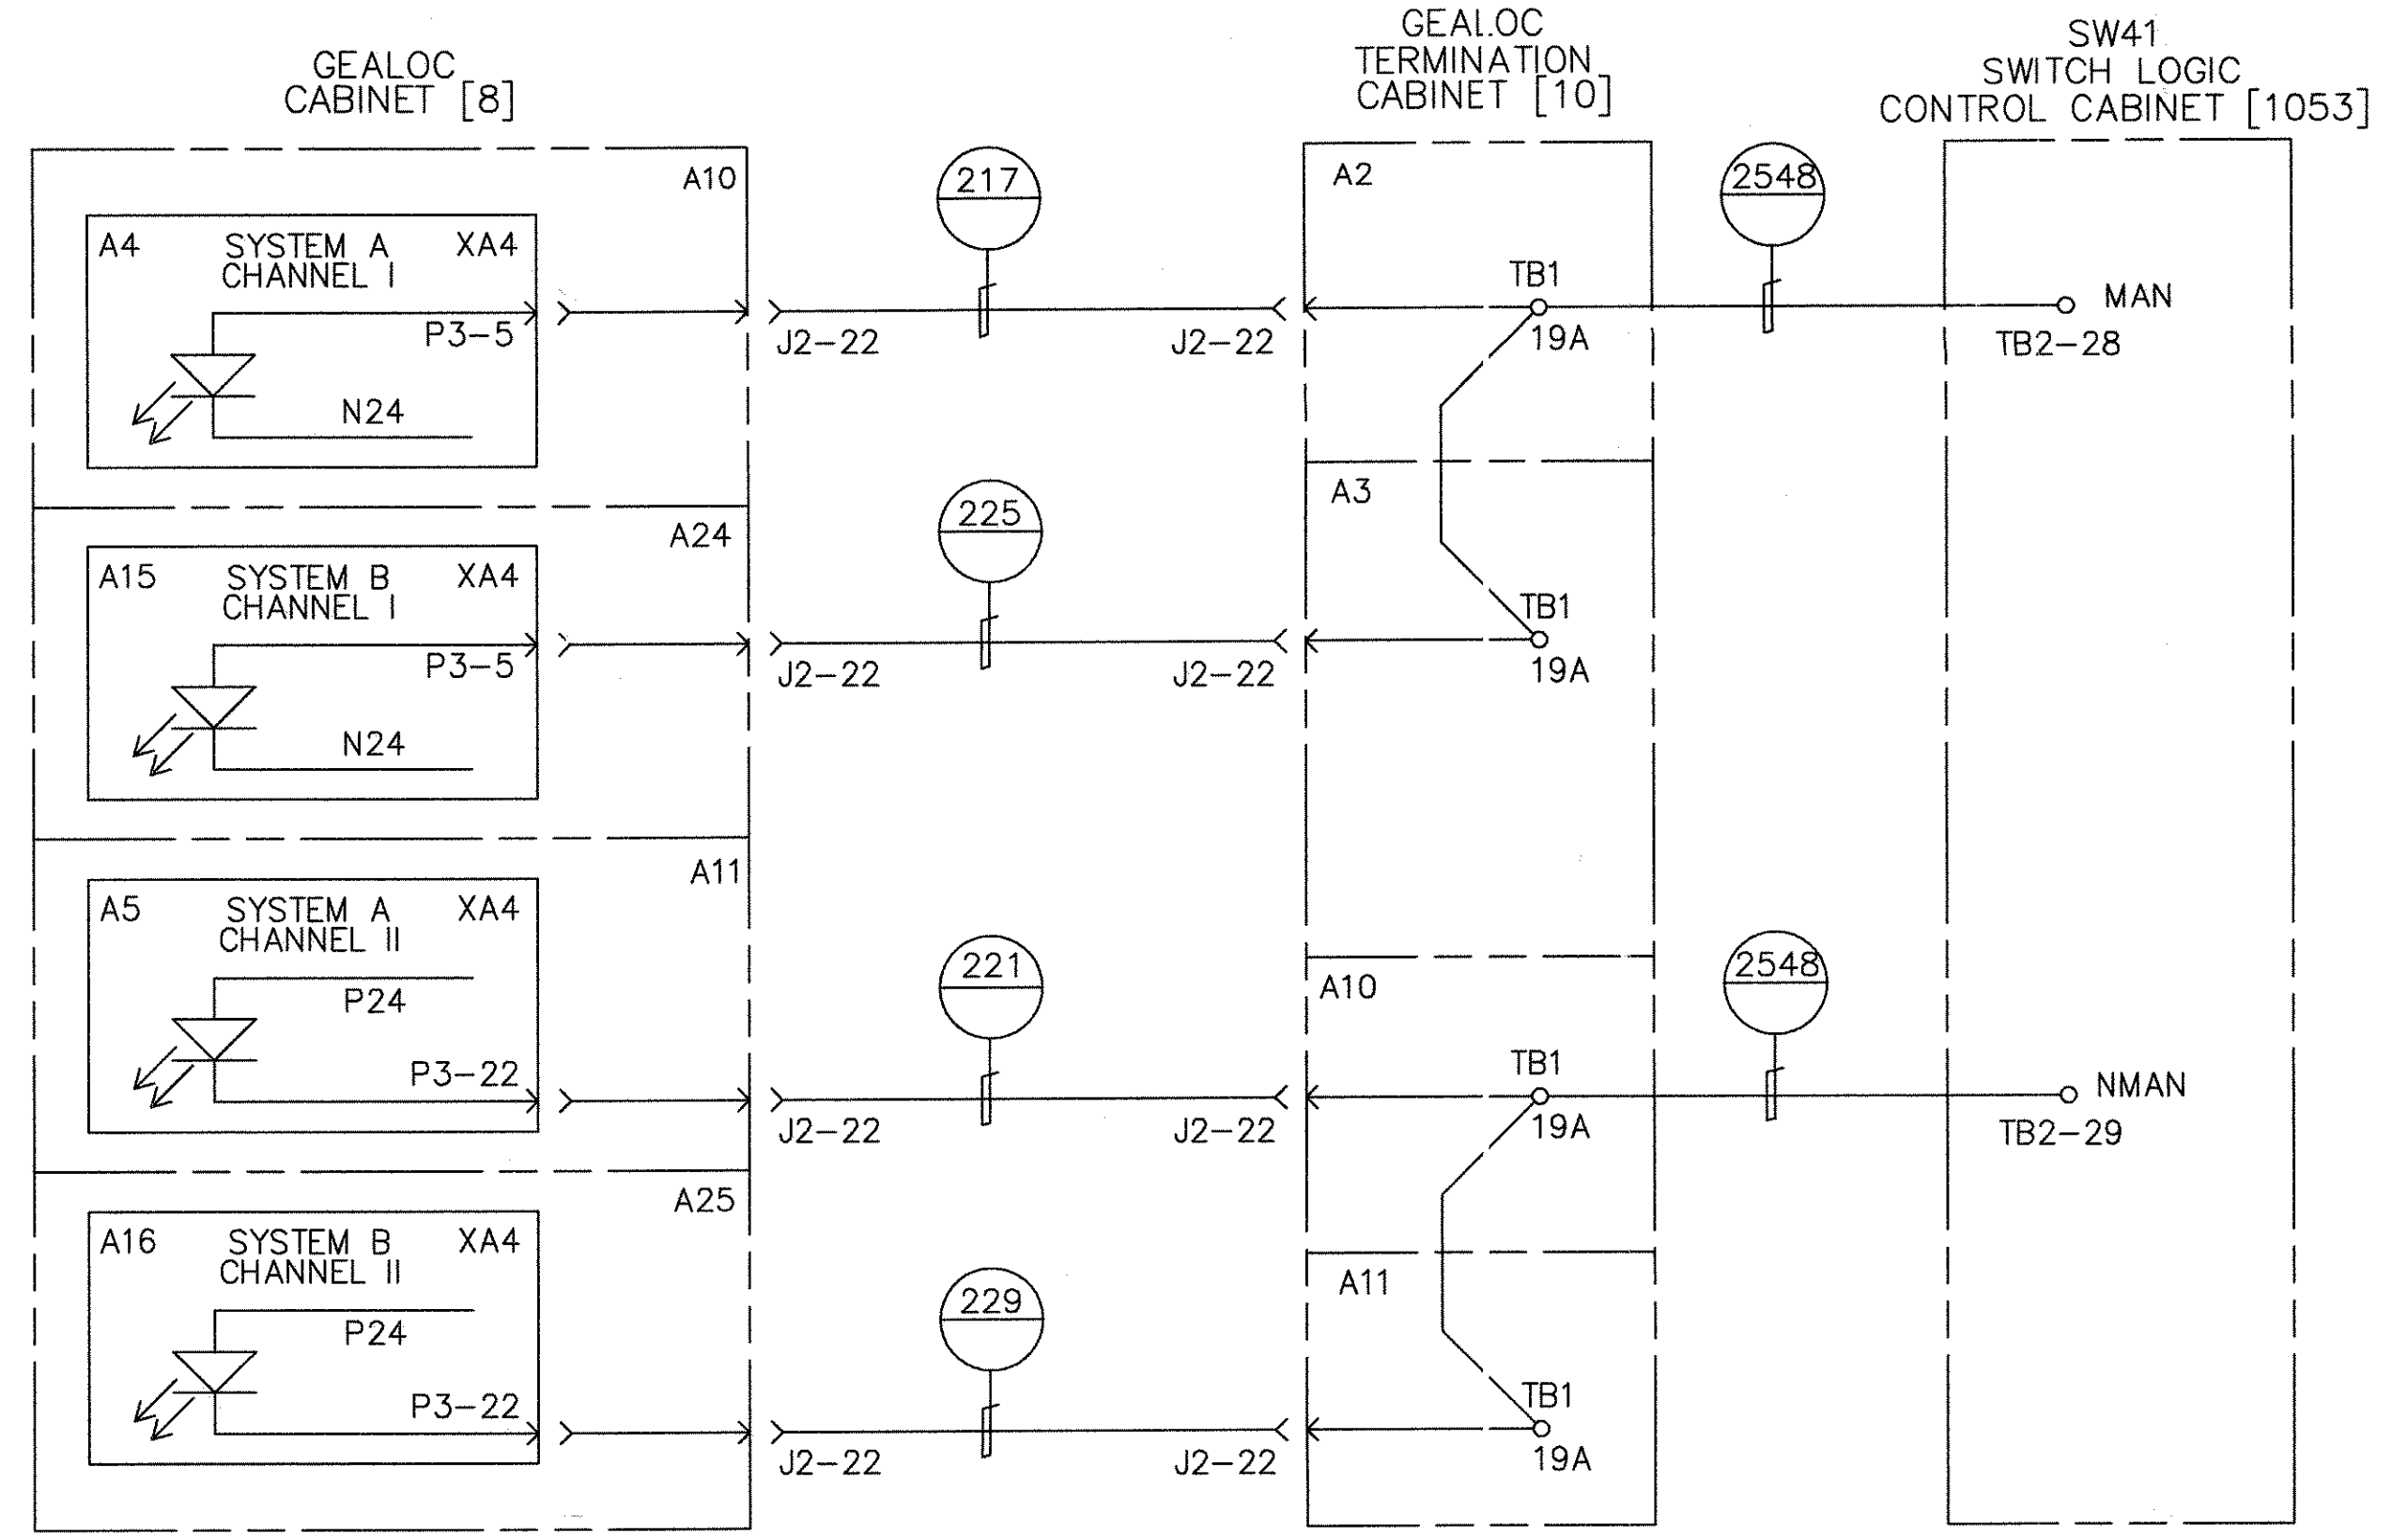 GEALOC
CABINET [8]
GEALOC
TERMINATION
CABINET [10]
SW41
SWITCH LOGIC
CONTROL CABINET [1053]
A10
A4
SYSTEM A
CHANNEL I
XA4
P3-5
N24
217
J2-22
J2-22
A2
TB1
19A
2548
MAN
TB2-28
A24
A15
SYSTEM B
CHANNEL I
XA4
P3-5
N24
225
J2-22
J2-22
A3
TB1
19A
A11
A5
SYSTEM A
CHANNEL II
XA4
P24
P3-22
221
J2-22
J2-22
A10
TB1
19A
2548
NMAN
TB2-29
A25
A16
SYSTEM B
CHANNEL II
XA4
P24
P3-22
229
J2-22
J2-22
A11
TB1
19A